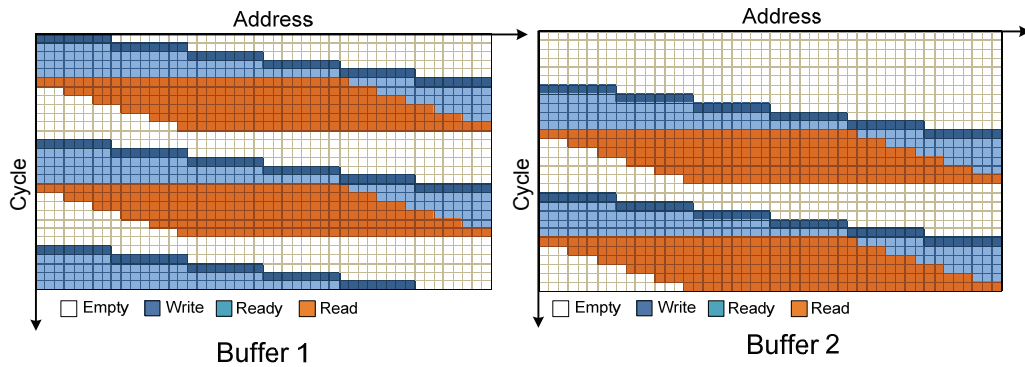 Address
Cycle
Empty Write Ready Read
Buffer 1
Address
Cycle
Empty Write Ready Read
Buffer 2